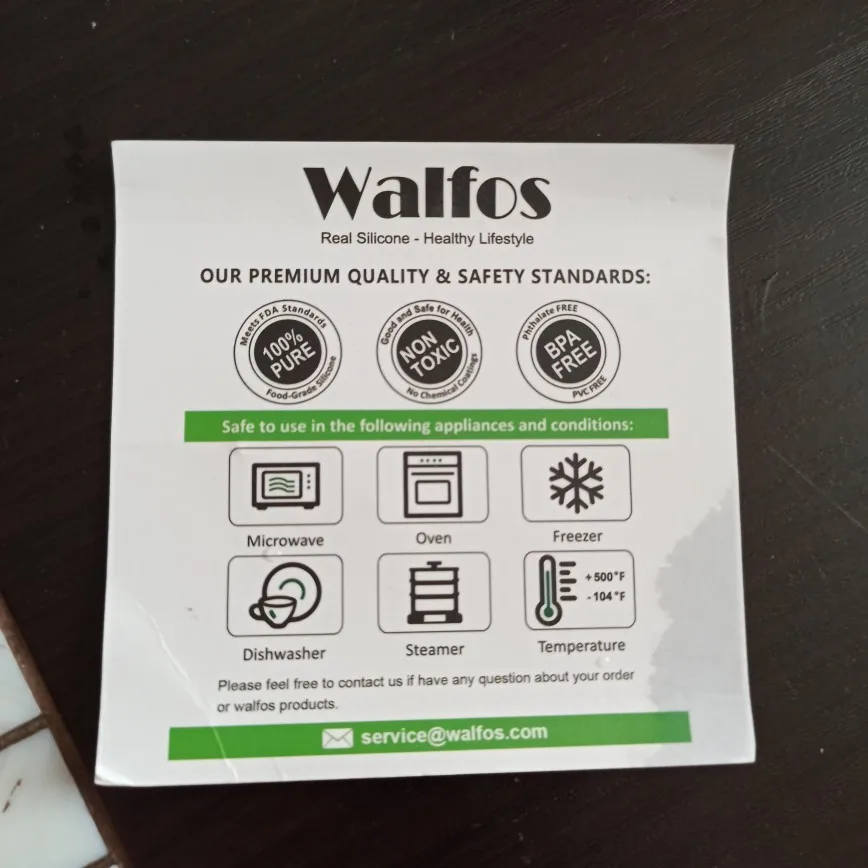 Walfos
Real Silicone - Healthy Lifestyle
OUR PREMIUM QUALITY & SAFETY STANDARDS:
Meets FDA Standards
100%
PURE
Food-Grade Silicone
Good and Safe for Health
NON
TOXIC
No Chemical Coatings
Phthalate FREE
BPA
FREE
PVC FREE
Safe to use in the following appliances and conditions:
Microwave
Oven
Freezer
+500°F
-104°F
Dishwasher
Steamer
Temperature
Please feel free to contact us if have any question about your order
or walfos products.
service@walfos.com